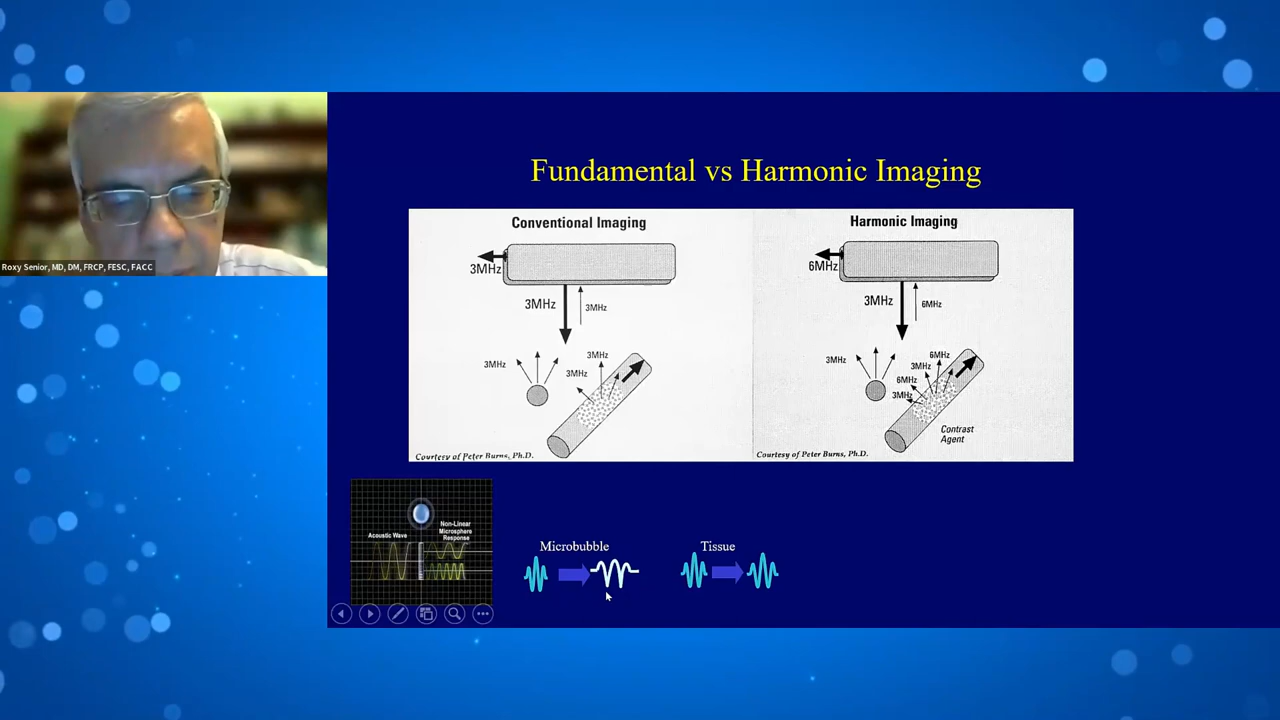 Roxy Senior, MD, DM, FRCP, FESC, FACC
Fundamental vs Harmonic Imaging
Conventional Imaging
3MHz
3MHz
3MHz
3MHz
3MHz
3MHz
Courtesy of Peter Burns, Ph.D.
Harmonic Imaging
6MHz
3MHz
6MHz
3MHz
6MHz
3MHz
6MHz
3MHz
Contrast
Agent
Courtesy of Peter Burns, Ph.D.
Acoustic Wave
Non-Linear
Microsphere
Response
Microbubble
Tissue